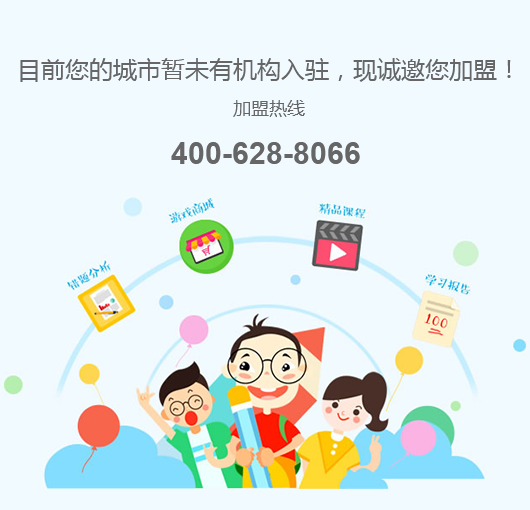 目前您的城市暂未有机构入驻，现诚邀您加盟！
加盟热线
400-628-8066
游戏商城
精品课程
错题分析
学习报告
100